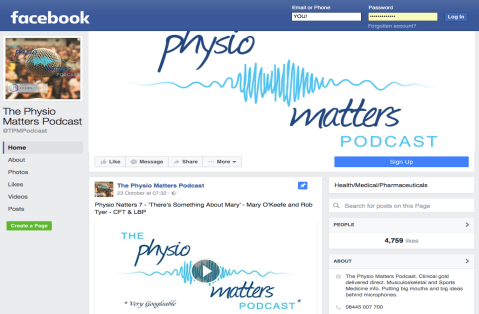 facebook
Email or Phone
Password
YOU!
Log In
Forgotten account?
physio
matters
PODCAST
The Physio
Matters Podcast
@TPMPodcast
Like
Message
Share
More
Sign Up
Home
About
Photos
Likes
Videos
Posts
Create a Page
The Physio Matters Podcast
23 October at 07:32
Physio Natters 7 - 'There's Something About Mary' - Mary O'Keefe and Rob
Tyer - CFT & LBP
THE
physio
matters
PODCAST*
*Very Googleable
Health/Medical/Pharmaceuticals
Search for posts on this Page
PEOPLE
4,759 likes
ABOUT
The Physio Matters Podcast. Clinical gold
delivered direct. Musculoskeletal and Sports
Medicine info. Putting big mouths and big ideas
behind microphones.
08445 007 700